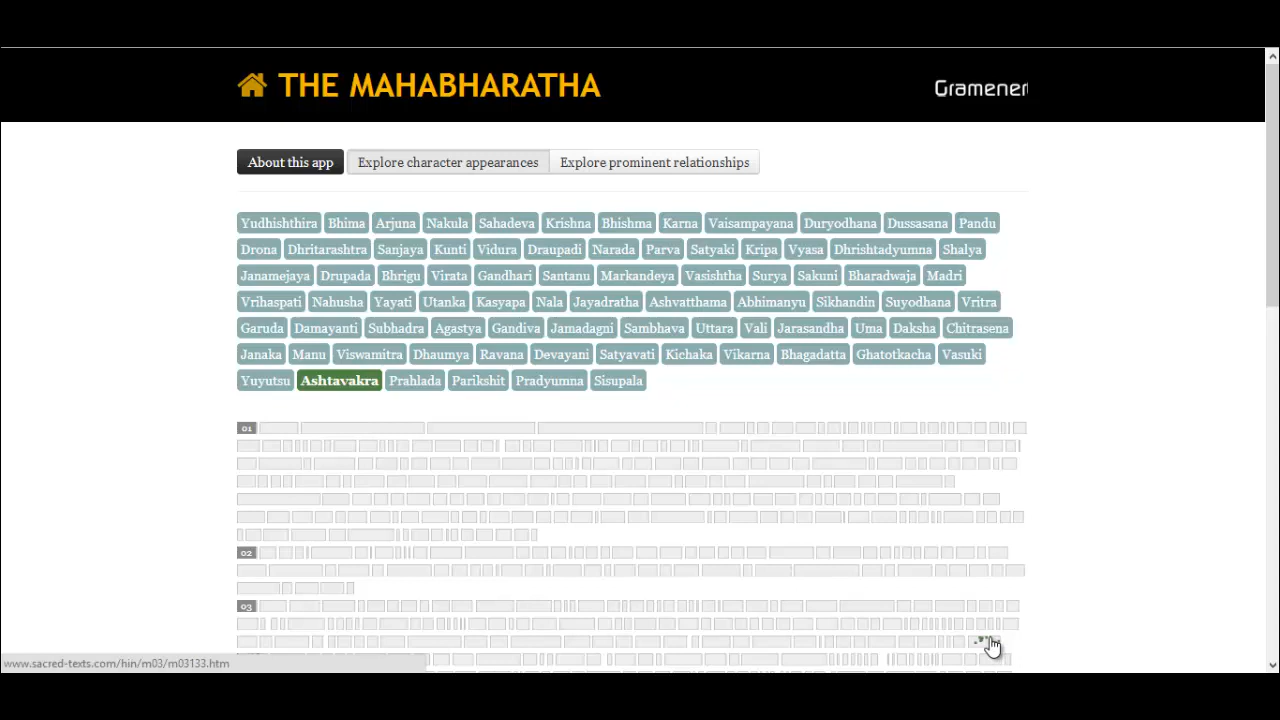 THE MAHABHARATHA
Gramener
About this app Explore character appearances Explore prominent relationships
Yudhishthira Bhima Arjuna Nakula Sahadeva Krishna Bhishma Karna Vaisampayana Duryodhana Dussasana Pandu
Drona Dhritarashtra Sanjaya Kunti Vidura Draupadi Narada Parva Satyaki Kripa Vyasa Dhrishtadyumna Shalya
Janamejaya Drupada Bhrigu Virata Gandhari Santanu Markandeya Vasishtha Surya Sakuni Bharadwaja Madri
Vrihaspati Nahusha Yayati Utanka Kasyapa Nala Jayadratha Ashvatthama Abhimanyu Sikhandin Suyodhana Vritra
Garuda Damayanti Subhadra Agastya Gandiva Jamadagni Sambhava Uttara Vali Jarasandha Uma Daksha Chitrasena
Janaka Manu Viswamitra Dhaumya Ravana Devayani Satyavati Kichaka Vikarna Bhagadatta Ghatotkacha Vasuki
Yuyutsu Ashtavakra Prahlada Parikshit Pradyumna Sisupala
01
02
03
www.sacred-texts.com/hin/m03/m03133.htm